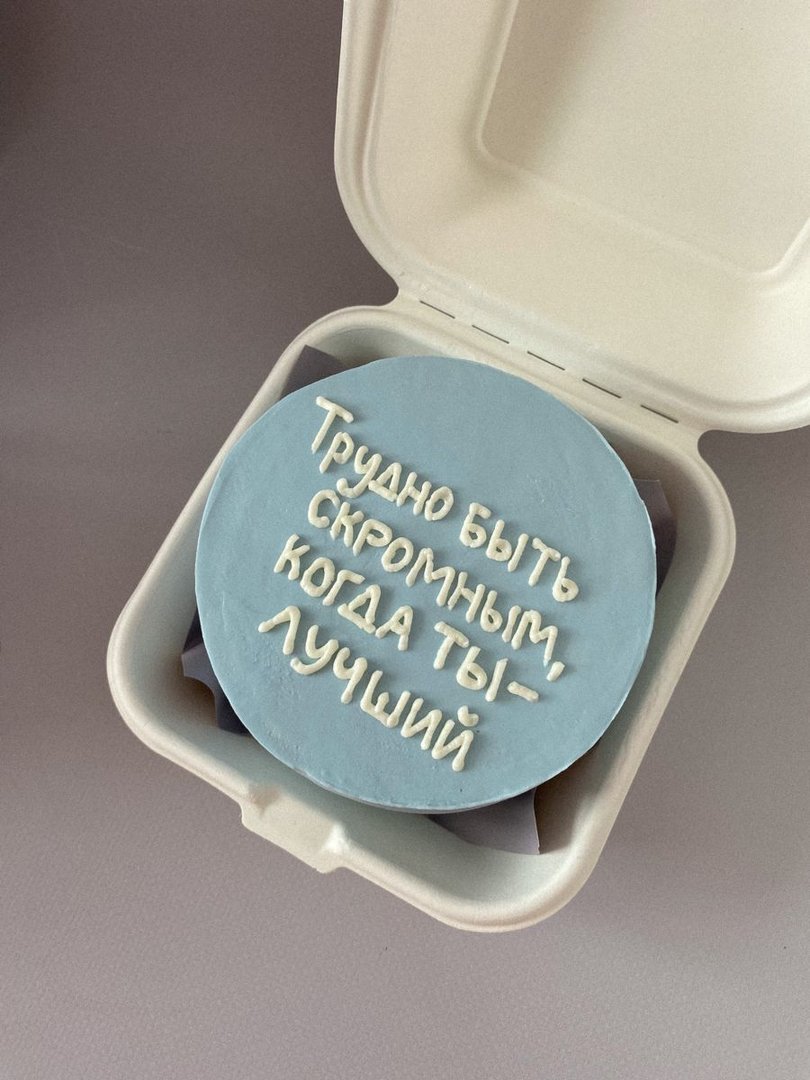 Трудно быть
скромным,
когда ты-
лучший